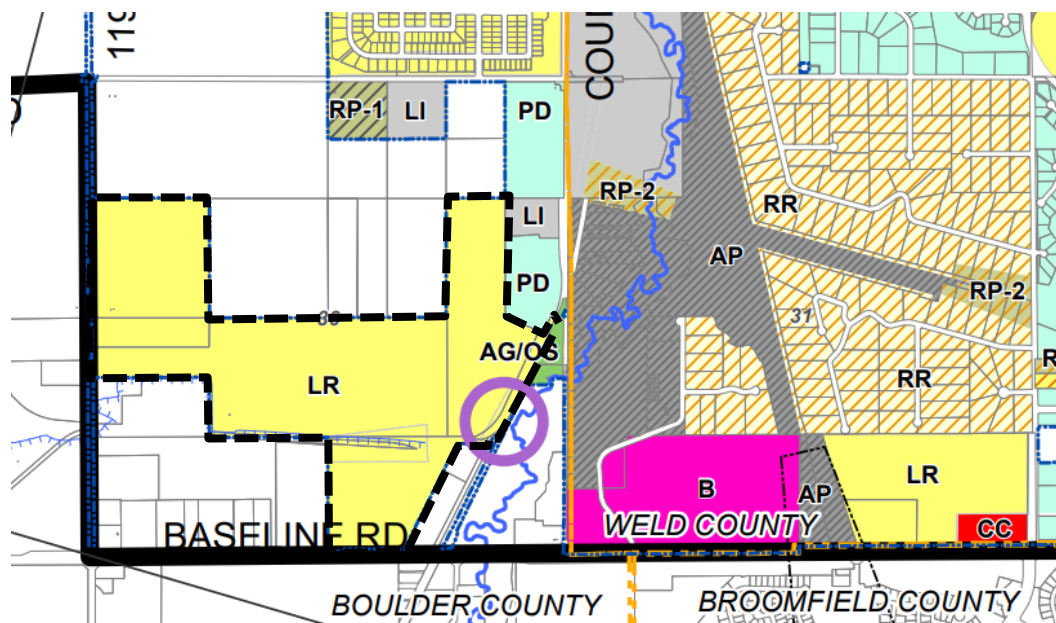 119
COU
RP-1
LI
PD
RP-2
RR
LI
AP
PD
RP-2
31
AG/OS
R
LR
RR
LR
B
AP
BASELINE RD
WELD COUNTY
CC
BOULDER COUNTY
BROOMFIELD COUNTY